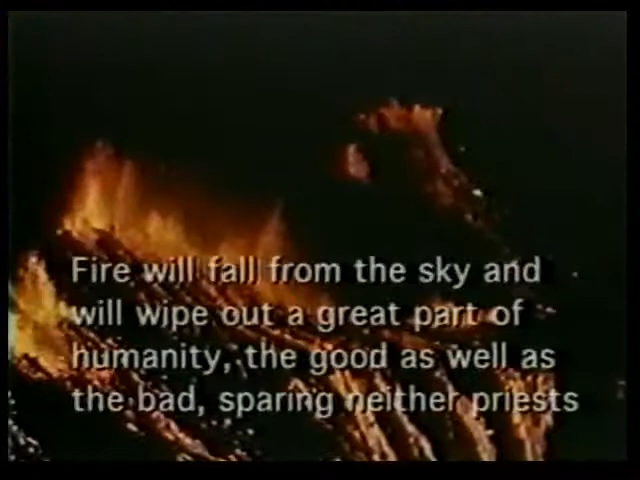 Fire will fall from the sky and
will wipe out a great part of
humanity, the good as well as
the bad, sparing neither priests